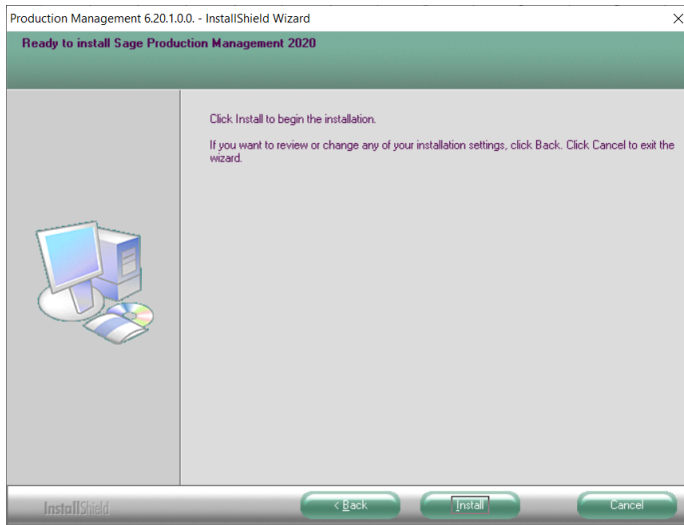 Production Management 6.20.1.0.0. - InstallShield Wizard
Ready to install Sage Production Management 2020
Click Install to begin the installation.
If you want to review or change any of your installation settings, click Back. Click Cancel to exit the
wizard.
InstallShield
< Back
Install
Cancel